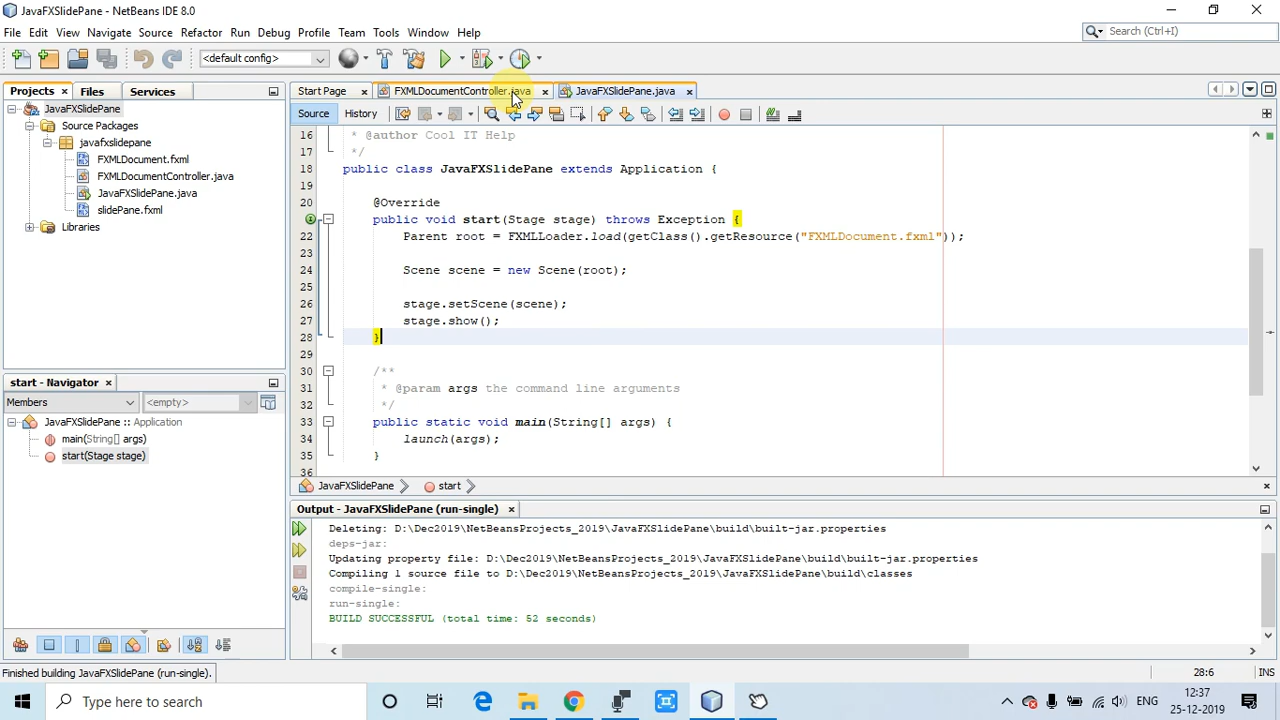 JavaFXSlidePane - NetBeans IDE 8.0
File Edit View Navigate Source Refactor Run Debug Profile Team Tools Window Help
Search (Ctrl+I)
<default config>
Projects Files Services
Start Page FXMLDocumentController.java JavaFXSlidePane.java
Source History
JavaFXSlidePane
Source Packages
javafxslidepane
FXMLDocument.fxml
FXMLDocumentController.java
JavaFXSlidePane.java
slidePane.fxml
Libraries
16 * @author Cool IT Help
17 */
18 public class JavaFXSlidePane extends Application {
19
20 @Override
public void start(Stage stage) throws Exception {
22 Parent root = FXMLLoader.load(getClass().getResource("FXMLDocument.fxml"));
23
24 Scene scene = new Scene(root);
25
26 stage.setScene(scene);
27 stage.show();
28 }
29
30 /**
31 * @param args the command line arguments
32 */
33 public static void main(String[] args) {
34 launch(args);
35 }
36
start - Navigator
Members <empty>
JavaFXSlidePane :: Application
main(String[] args)
start(Stage stage)
JavaFXSlidePane start
Output - JavaFXSlidePane (run-single)
Deleting: D:\Dec2019\NetBeansProjects_2019\JavaFXSlidePane\build\built-jar.properties
deps-jar:
Updating property file: D:\Dec2019\NetBeansProjects_2019\JavaFXSlidePane\build\built-jar.properties
Compiling 1 source file to D:\Dec2019\NetBeansProjects_2019\JavaFXSlidePane\build\classes
compile-single:
run-single:
BUILD SUCCESSFUL (total time: 52 seconds)
Finished building JavaFXSlidePane (run-single).
28:6 INS
Type here to search
ENG
12:37
25-12-2019